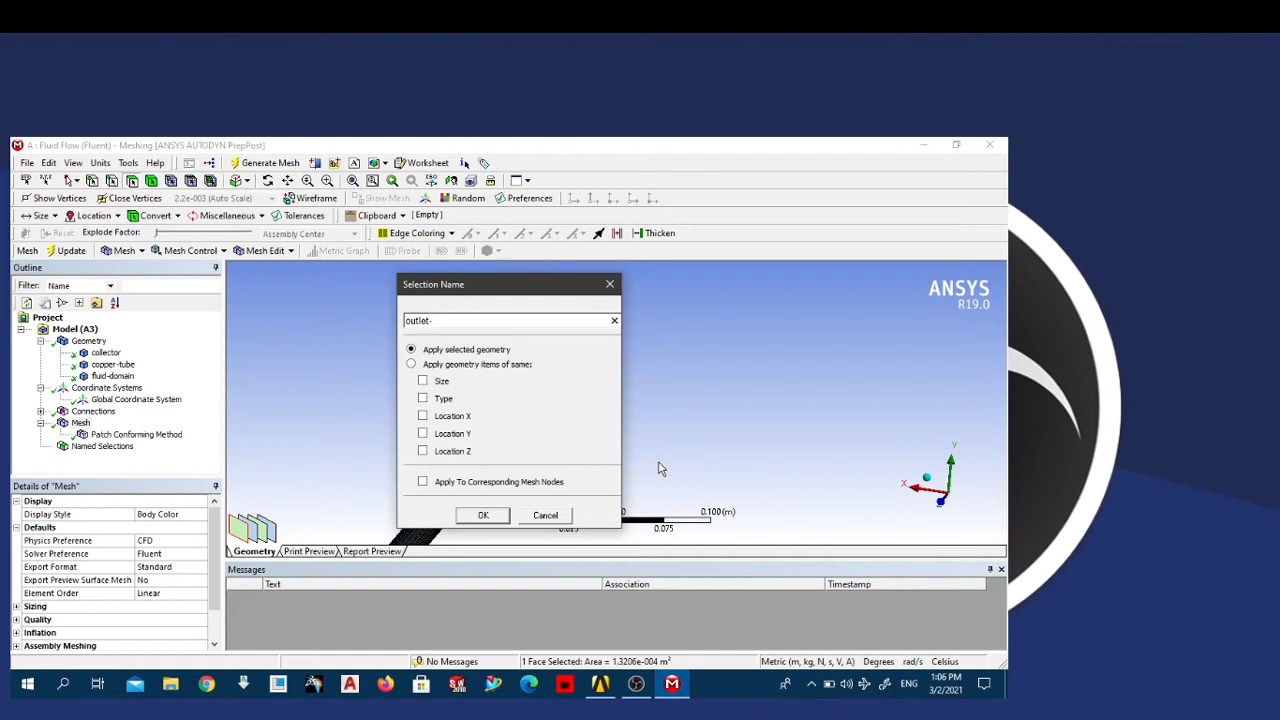 A : Fluid Flow (Fluent) - Meshing [ANSYS AUTODYN PrepPost]
File Edit View Units Tools Help Generate Mesh Worksheet
Show Vertices Close Vertices 2.2e-003 (Auto Scale) Wireframe Show Mesh Random Preferences
Size Location Convert Miscellaneous Tolerances Clipboard [Empty]
Reset Explode Factor: Assembly Center Edge Coloring Thicken
Mesh Update Mesh Mesh Control Mesh Edit Metric Graph Probe
Outline
Filter: Name
Project
Model (A3)
Geometry
collector
copper-tube
fluid-domain
Coordinate Systems
Global Coordinate System
Connections
Mesh
Patch Conforming Method
Named Selections
Details of "Mesh"
Display
Display Style Body Color
Defaults
Physics Preference CFD
Solver Preference Fluent
Export Format Standard
Export Preview Surface Mesh No
Element Order Linear
Sizing
Quality
Inflation
Assembly Meshing
Selection Name
outlet-
Apply selected geometry
Apply geometry items of same:
Size
Type
Location X
Location Y
Location Z
Apply To Corresponding Mesh Nodes
OK Cancel
ANSYS
R19.0
Y
X
0.100 (m)
0.025 0.075
Geometry Print Preview Report Preview
Messages
Text Association Timestamp
No Messages 1 Face Selected: Area = 1.3206e-004 m² Metric (m, kg, N, s, V, A) Degrees rad/s Celsius
ENG
1:06 PM
3/2/2021